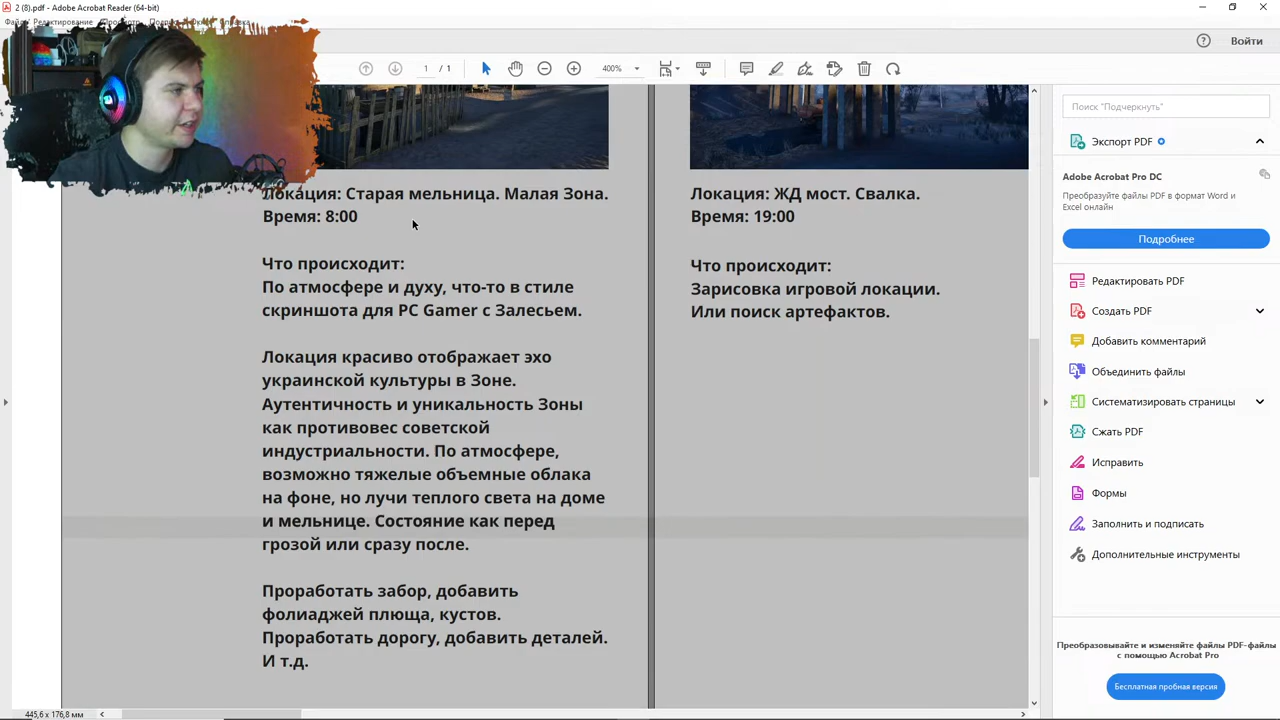 2 (8).pdf - Adobe Acrobat Reader (64-bit)
Файл Редактирование Просмотр
Справка
Войти
1 / 1
400%
Поиск "Подчеркнуть"
Экспорт PDF
Adobe Acrobat Pro DC
Преобразуйте файлы PDF в формат Word и
Excel онлайн
Подробнее
Редактировать PDF
Создать PDF
Добавить комментарий
Объединить файлы
Систематизировать страницы
Сжать PDF
Исправить
Формы
Заполнить и подписать
Дополнительные инструменты
Преобразовывайте и изменяйте файлы PDF-файлы
с помощью Acrobat Pro
Бесплатная пробная версия
Локация: Старая мельница. Малая Зона.
Время: 8:00
Что происходит:
По атмосфере и духу, что-то в стиле
скриншота для PC Gamer с Залесьем.
Локация красиво отображает эхо
украинской культуры в Зоне.
Аутентичность и уникальность Зоны
как противовес советской
индустриальности. По атмосфере,
возможно тяжелые объемные облака
на фоне, но лучи теплого света на доме
и мельнице. Состояние как перед
грозой или сразу после.
Проработать забор, добавить
фолиаджей плюща, кустов.
Проработать дорогу, добавить деталей.
И т.д.
Локация: ЖД мост. Свалка.
Время: 19:00
Что происходит:
Зарисовка игровой локации.
Или поиск артефактов.
445,6 x 176,8 мм